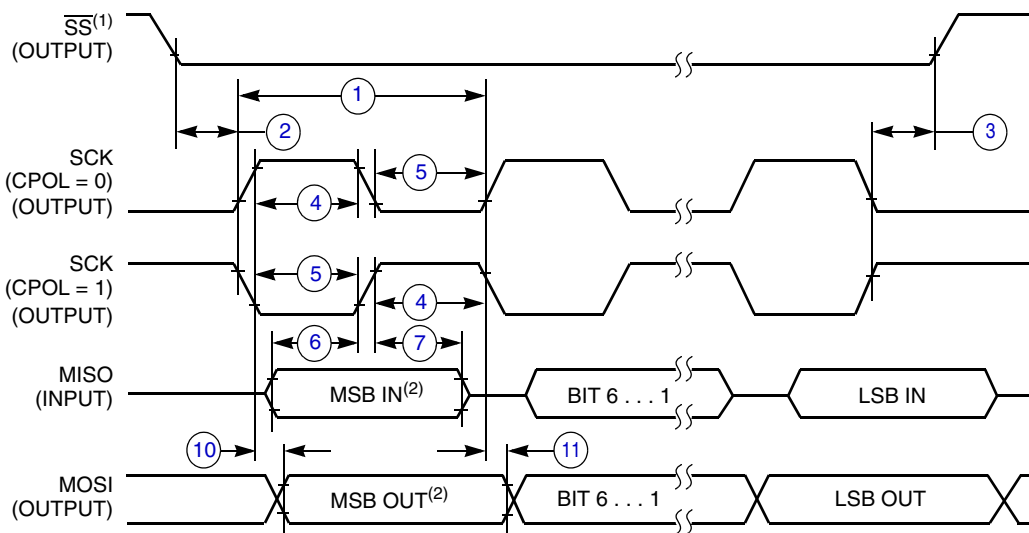 SS(1)
(OUTPUT)
1
2
3
SCK
(CPOL = 0)
(OUTPUT)
5
4
SCK
(CPOL = 1)
(OUTPUT)
5
4
6
7
MISO
(INPUT)
MSB IN(2)
BIT 6 . . . 1
LSB IN
10
11
MOSI
(OUTPUT)
MSB OUT(2)
BIT 6 . . . 1
LSB OUT